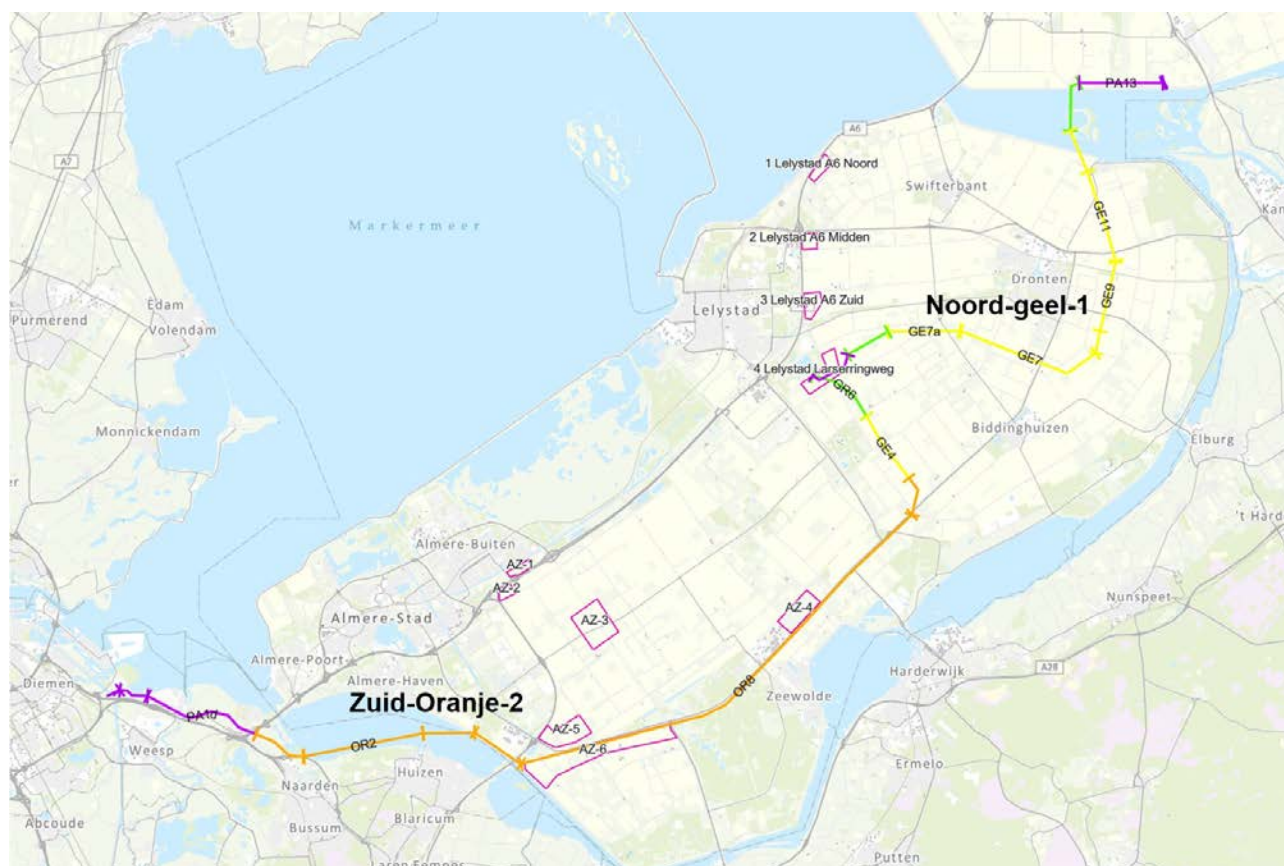 PA13
A7
A6
1 Lelystad A6 Noord
Swifterbant
Markermeer
GE11
2 Lelystad A6 Midden
Dronten
Edam
Volendam
Purmerend
3 Lelystad A6 Zuid
Lelystad
Noord-geel-1
GE9
GE7a
GE7
4 Lelystad Larserringweg
GR6
Monnickendam
Biddinghuizen
Elburg
GE4
't Hard
Almere-Buiten
AZ-1
AZ-2
AZ-3
AZ-4
Nunspeet
Almere-Stad
Almere-Poort
Harderwijk
A28
Diemen
Almere-Haven
Zuid-Oranje-2
OR8
Zeewolde
Weesp
AZ-5
OR2
AZ-6
Huizen
Naarden
Ermelo
Blaricum
Bussum
Abcoude
Putten